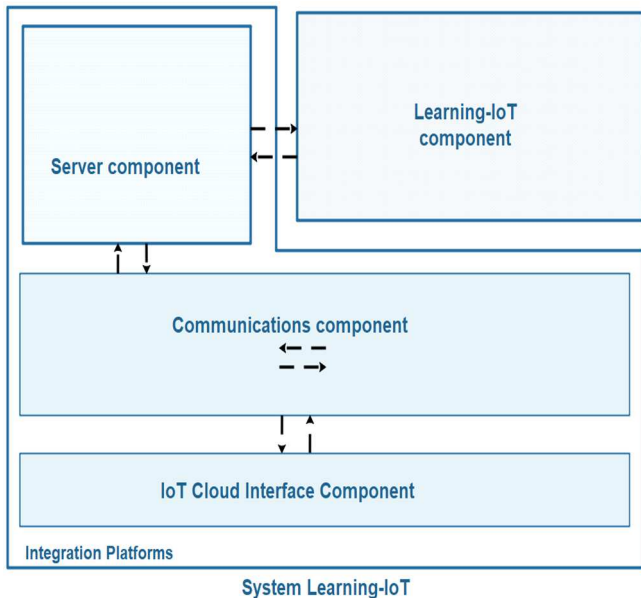 Learning-IoT
component
Server component
Communications component
IoT Cloud Interface Component
Integration Platforms
System Learning-IoT